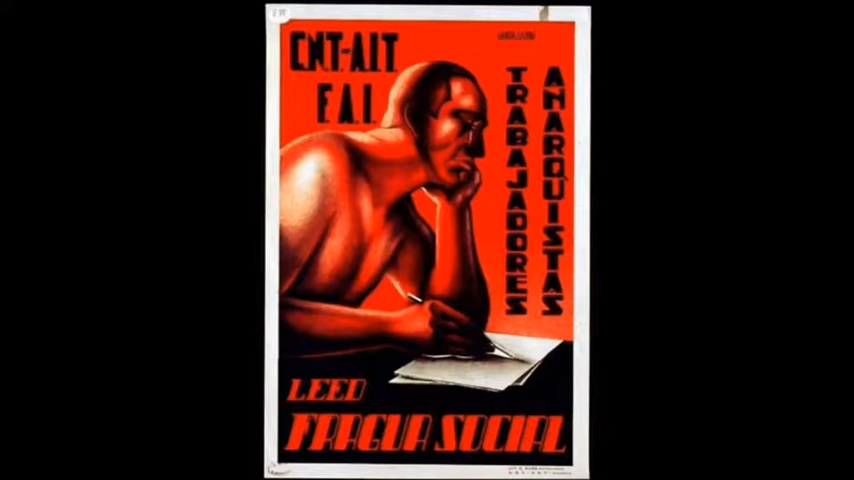 C.N.T.-A.I.T.
F.A.I.
TRABAJADORES
ANARQUISTAS
LEED
FRAGUA SOCIAL